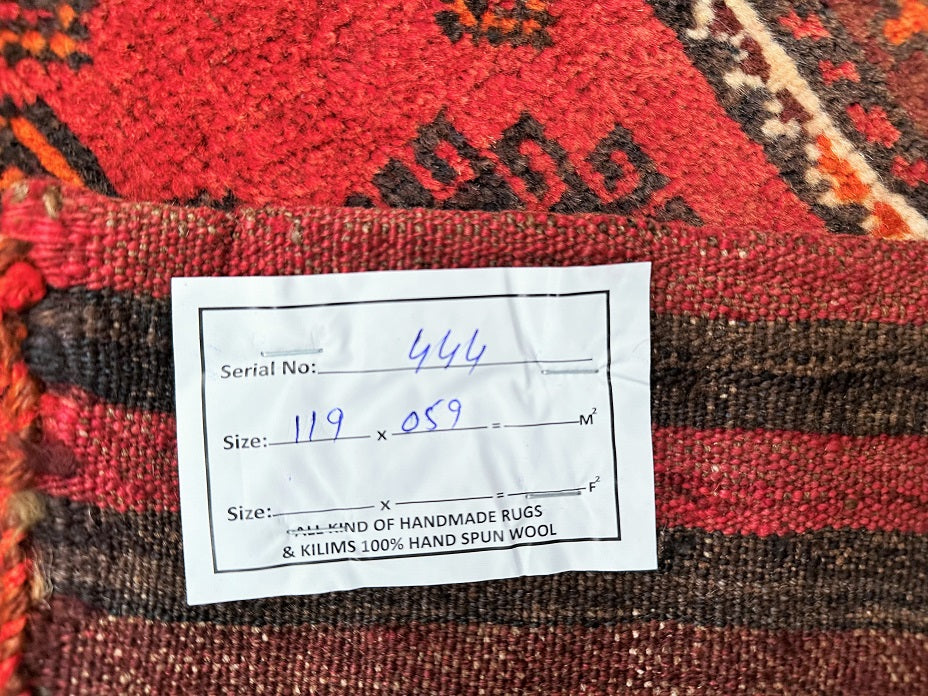 Serial No: 444
Size: 119 x 059 = M²
Size: x = F²
ALL KIND OF HANDMADE RUGS
& KILIMS 100% HAND SPUN WOOL